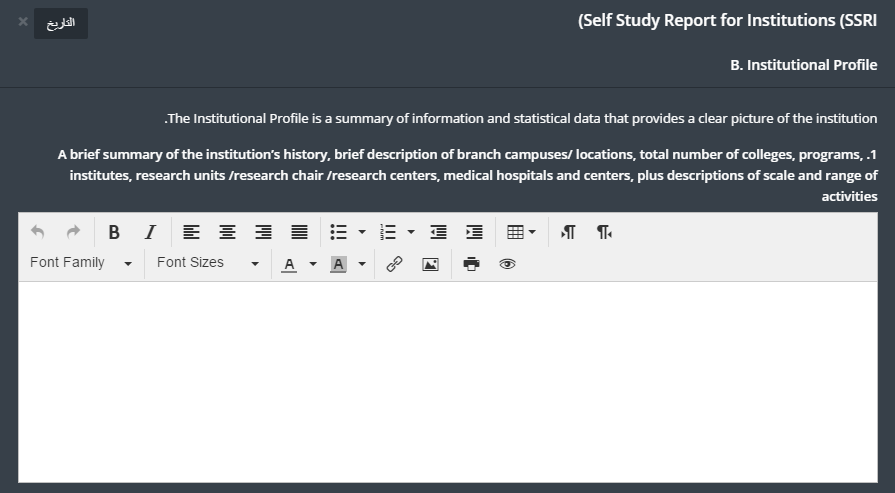 × التاريخ
(Self Study Report for Institutions (SSRI
B. Institutional Profile
.The Institutional Profile is a summary of information and statistical data that provides a clear picture of the institution
A brief summary of the institution's history, brief description of branch campuses/ locations, total number of colleges, programs, .1
institutes, research units /research chair /research centers, medical hospitals and centers, plus descriptions of scale and range of
activities
B I
Font Family Font Sizes A A